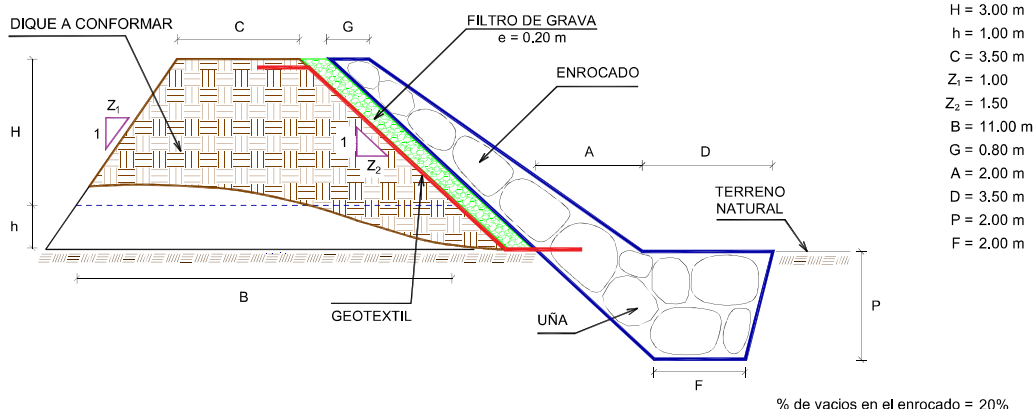 DIQUE A CONFORMAR
C
G
FILTRO DE GRAVA
e = 0.20 m
ENROCADO
H
h
Z1
1
1
Z2
A
D
TERRENO
NATURAL
B
GEOTEXTIL
UÑA
P
F
H = 3.00 m
h = 1.00 m
C = 3.50 m
Z1 = 1.00
Z2 = 1.50
B = 11.00 m
G = 0.80 m
A = 2.00 m
D = 3.50 m
P = 2.00 m
F = 2.00 m
% de vacios en el enrocado = 20%